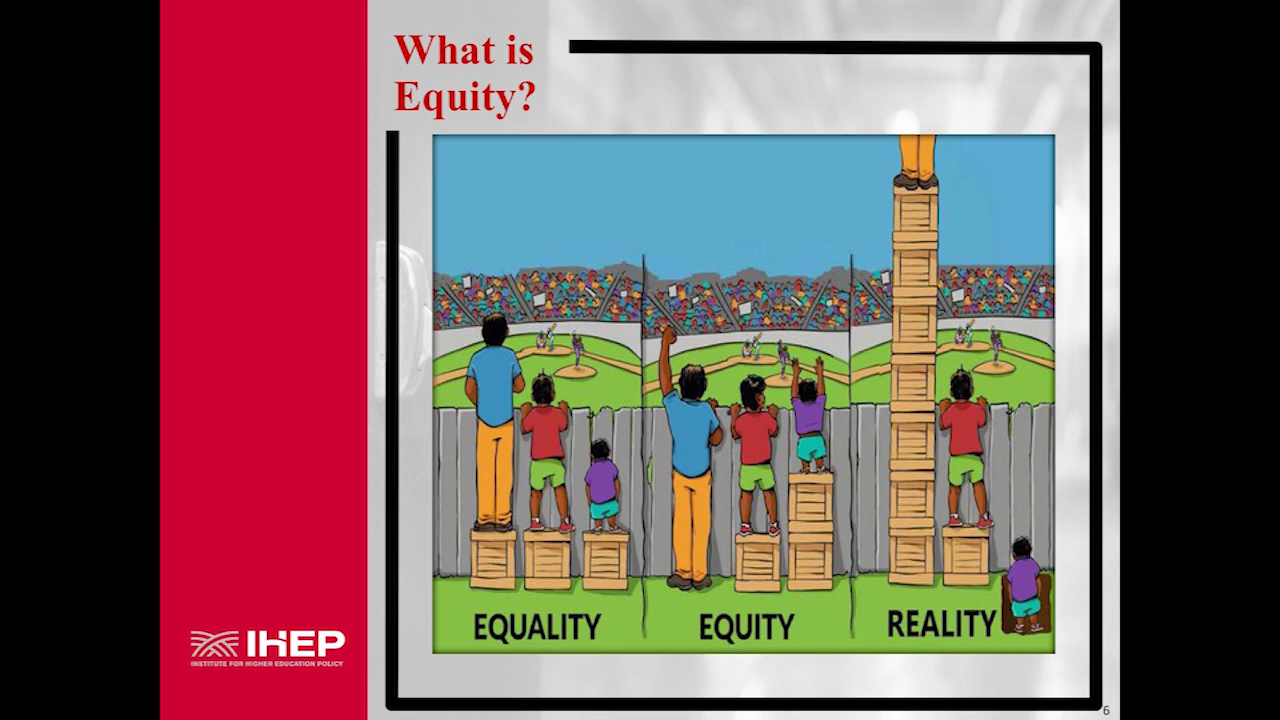 What is
Equity?
EQUALITY
EQUITY
REALITY
IHEP
INSTITUTE FOR HIGHER EDUCATION POLICY
6